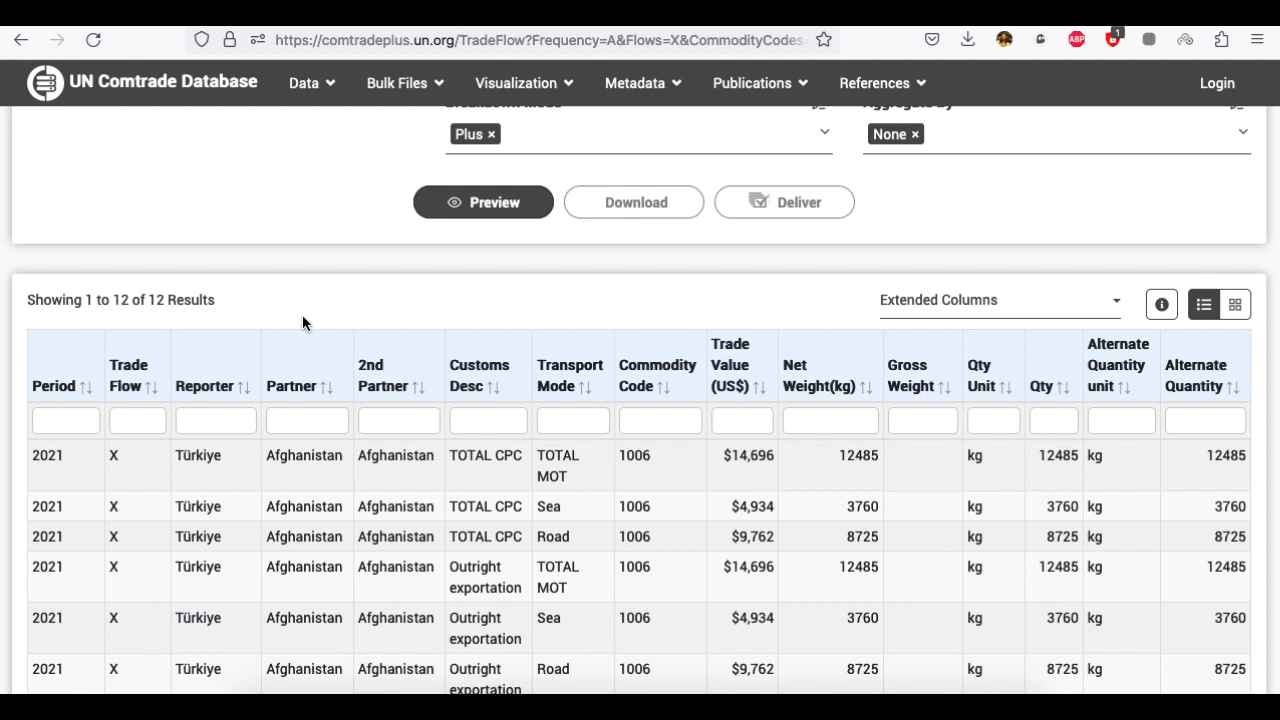 https://comtradeplus.un.org/TradeFlow?Frequency=A&Flows=X&CommodityCodes=
ABP
1
UN Comtrade Database
Data
Bulk Files
Visualization
Metadata
Publications
References
Login
Plus ×
None ×
Preview
Download
Deliver
Showing 1 to 12 of 12 Results
Extended Columns
Period
Trade Flow
Reporter
Partner
2nd Partner
Customs Desc
Transport Mode
Commodity Code
Trade Value (US$)
Net Weight(kg)
Gross Weight
Qty Unit
Qty
Alternate Quantity unit
Alternate Quantity
2021 X Türkiye Afghanistan Afghanistan TOTAL CPC TOTAL MOT 1006 $14,696 12485 kg 12485 kg 12485
2021 X Türkiye Afghanistan Afghanistan TOTAL CPC Sea 1006 $4,934 3760 kg 3760 kg 3760
2021 X Türkiye Afghanistan Afghanistan TOTAL CPC Road 1006 $9,762 8725 kg 8725 kg 8725
2021 X Türkiye Afghanistan Afghanistan Outright exportation TOTAL MOT 1006 $14,696 12485 kg 12485 kg 12485
2021 X Türkiye Afghanistan Afghanistan Outright exportation Sea 1006 $4,934 3760 kg 3760 kg 3760
2021 X Türkiye Afghanistan Afghanistan Outright exportation Road 1006 $9,762 8725 kg 8725 kg 8725